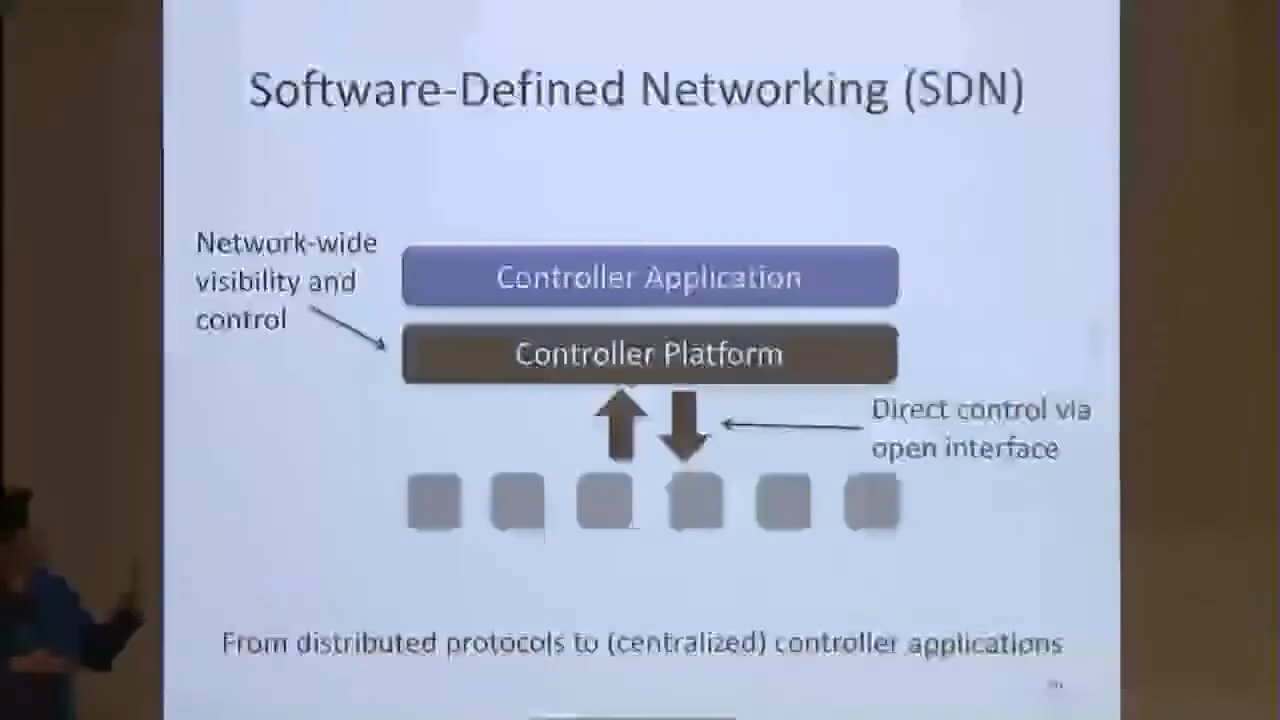 Software-Defined Networking (SDN)
Network-wide
visibility and
control
Controller Application
Controller Platform
Direct control via
open interface
From distributed protocols to (centralized) controller applications